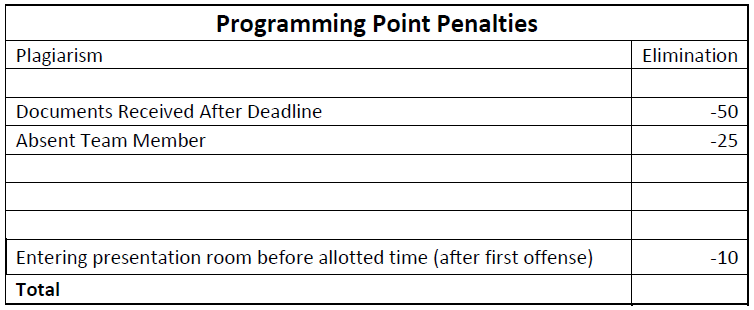 Programming Point Penalties
Plagiarism Elimination
Documents Received After Deadline -50
Absent Team Member -25
Entering presentation room before allotted time (after first offense) -10
Total